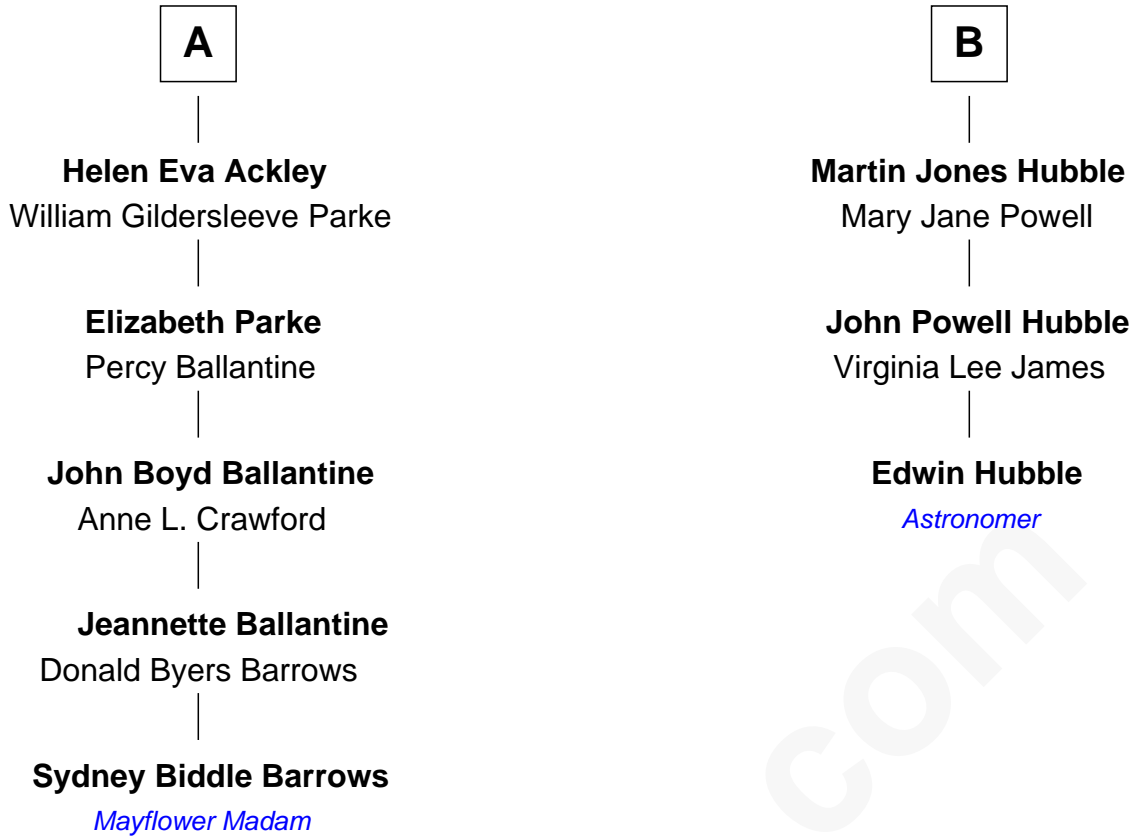 A
Helen Eva Ackley
William Gildersleeve Parke
Elizabeth Parke
Percy Ballantine
John Boyd Ballantine
Anne L. Crawford
Jeannette Ballantine
Donald Byers Barrows
Sydney Biddle Barrows
Mayflower Madam
B
Martin Jones Hubble
Mary Jane Powell
John Powell Hubble
Virginia Lee James
Edwin Hubble
Astronomer
com